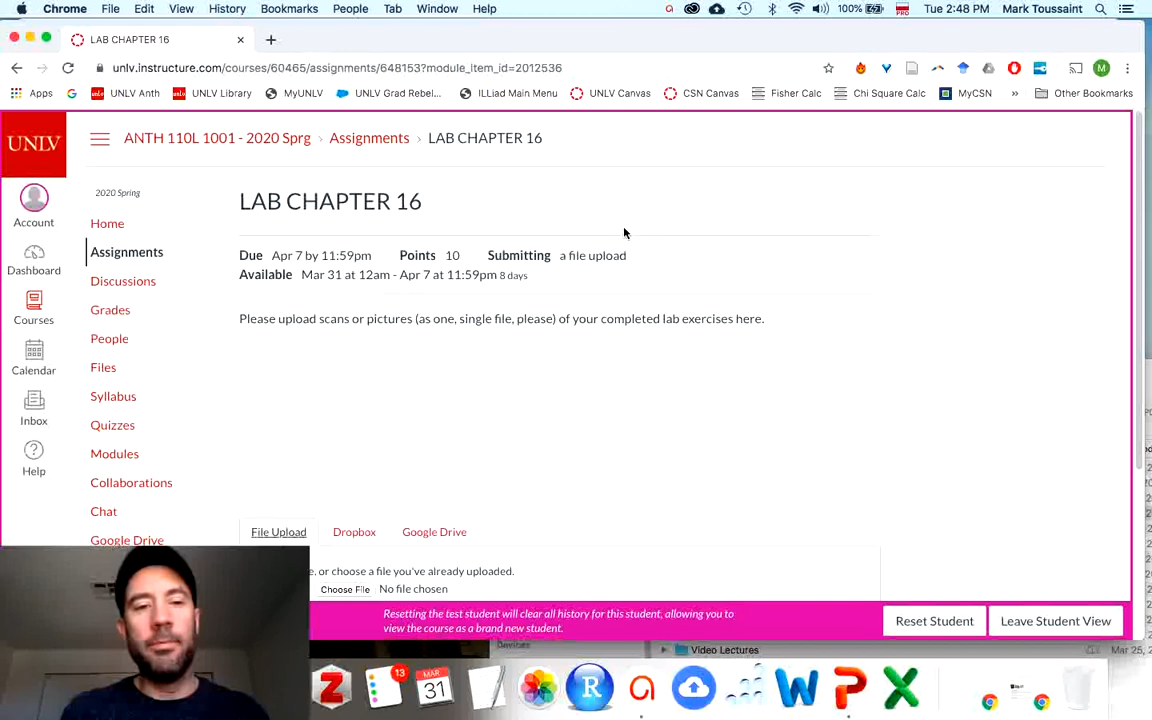 Chrome File Edit View History Bookmarks People Tab Window Help 100% Tue 2:48 PM Mark Toussaint
LAB CHAPTER 16
unlv.instructure.com/courses/60465/assignments/648153?module_item_id=2012536 M
Apps UNLV Anth UNLV Library MyUNLV UNLV Grad Rebel... ILLiad Main Menu UNLV Canvas CSN Canvas Fisher Calc Chi Square Calc MyCSN » Other Bookmarks
UNLV
ANTH 110L 1001 - 2020 Sprg › Assignments › LAB CHAPTER 16
Account
Dashboard
Courses
Calendar
Inbox
Help
2020 Spring
Home
Assignments
Discussions
Grades
People
Files
Syllabus
Quizzes
Modules
Collaborations
Chat
Google Drive
LAB CHAPTER 16
Due Apr 7 by 11:59pm Points 10 Submitting a file upload
Available Mar 31 at 12am - Apr 7 at 11:59pm 8 days
Please upload scans or pictures (as one, single file, please) of your completed lab exercises here.
File Upload Dropbox Google Drive
or choose a file you've already uploaded.
Choose File No file chosen
Resetting the test student will clear all history for this student, allowing you to
view the course as a brand new student.
Reset Student Leave Student View
Video Lectures
Mar 25,
Z 13 MAR 31 R a W P X